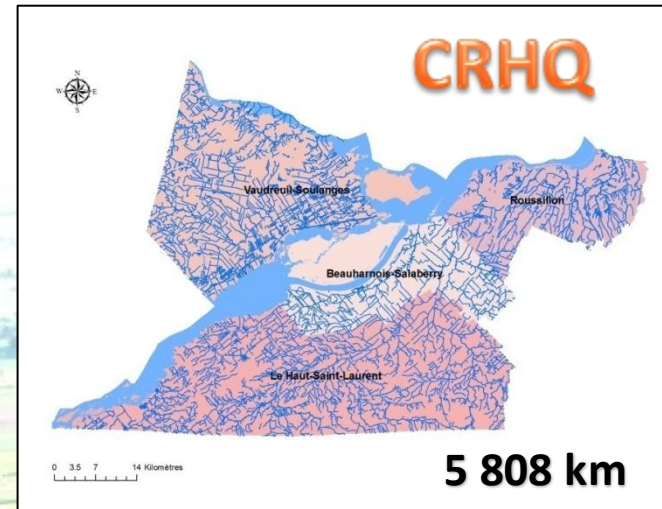 CRHQ
N
W E
S
Vaudreuil-Soulanges
Roussillon
Beauharnois-Salaberry
Le Haut-Saint-Laurent
0 3.5 7 14 Kilomètres
5 808 km